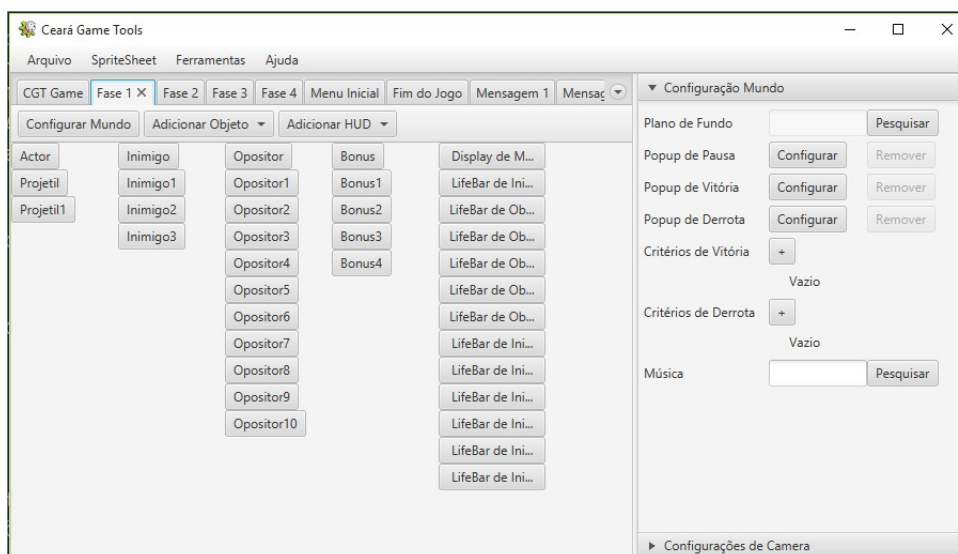 Ceará Game Tools
Arquivo SpriteSheet Ferramentas Ajuda
CGT Game Fase 1 Fase 2 Fase 3 Fase 4 Menu Inicial Fim do Jogo Mensagem 1 Mensag
Configurar Mundo Adicionar Objeto Adicionar HUD
Actor Inimigo Opositor Bonus Display de M...
Projetil Inimigo1 Opositor1 Bonus1 LifeBar de Ini...
Projetil1 Inimigo2 Opositor2 Bonus2 LifeBar de Ob...
Inimigo3 Opositor3 Bonus3 LifeBar de Ob...
Opositor4 Bonus4 LifeBar de Ob...
Opositor5 LifeBar de Ob...
Opositor6 LifeBar de Ob...
Opositor7 LifeBar de Ini...
Opositor8 LifeBar de Ini...
Opositor9 LifeBar de Ini...
Opositor10 LifeBar de Ini...
LifeBar de Ini...
LifeBar de Ini...
Configuração Mundo
Plano de Fundo Pesquisar
Popup de Pausa Configurar Remover
Popup de Vitória Configurar Remover
Popup de Derrota Configurar Remover
Critérios de Vitória +
Vazio
Critérios de Derrota +
Vazio
Música Pesquisar
Configurações de Camera